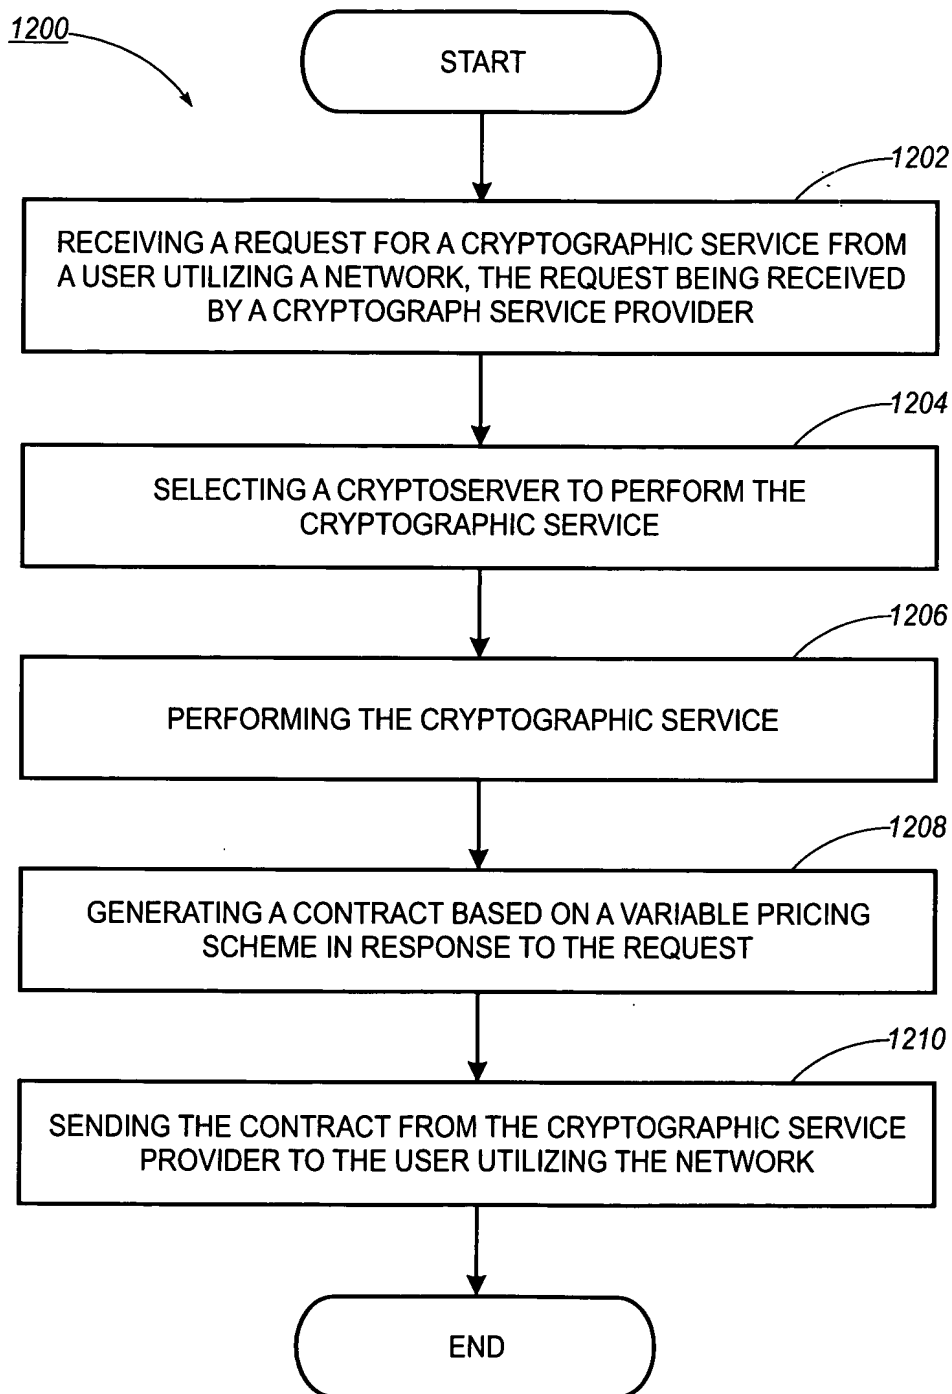 1200
START
1202
RECEIVING A REQUEST FOR A CRYPTOGRAPHIC SERVICE FROM
A USER UTILIZING A NETWORK, THE REQUEST BEING RECEIVED
BY A CRYPTOGRAPH SERVICE PROVIDER
1204
SELECTING A CRYPTOSERVER TO PERFORM THE
CRYPTOGRAPHIC SERVICE
1206
PERFORMING THE CRYPTOGRAPHIC SERVICE
1208
GENERATING A CONTRACT BASED ON A VARIABLE PRICING
SCHEME IN RESPONSE TO THE REQUEST
1210
SENDING THE CONTRACT FROM THE CRYPTOGRAPHIC SERVICE
PROVIDER TO THE USER UTILIZING THE NETWORK
END